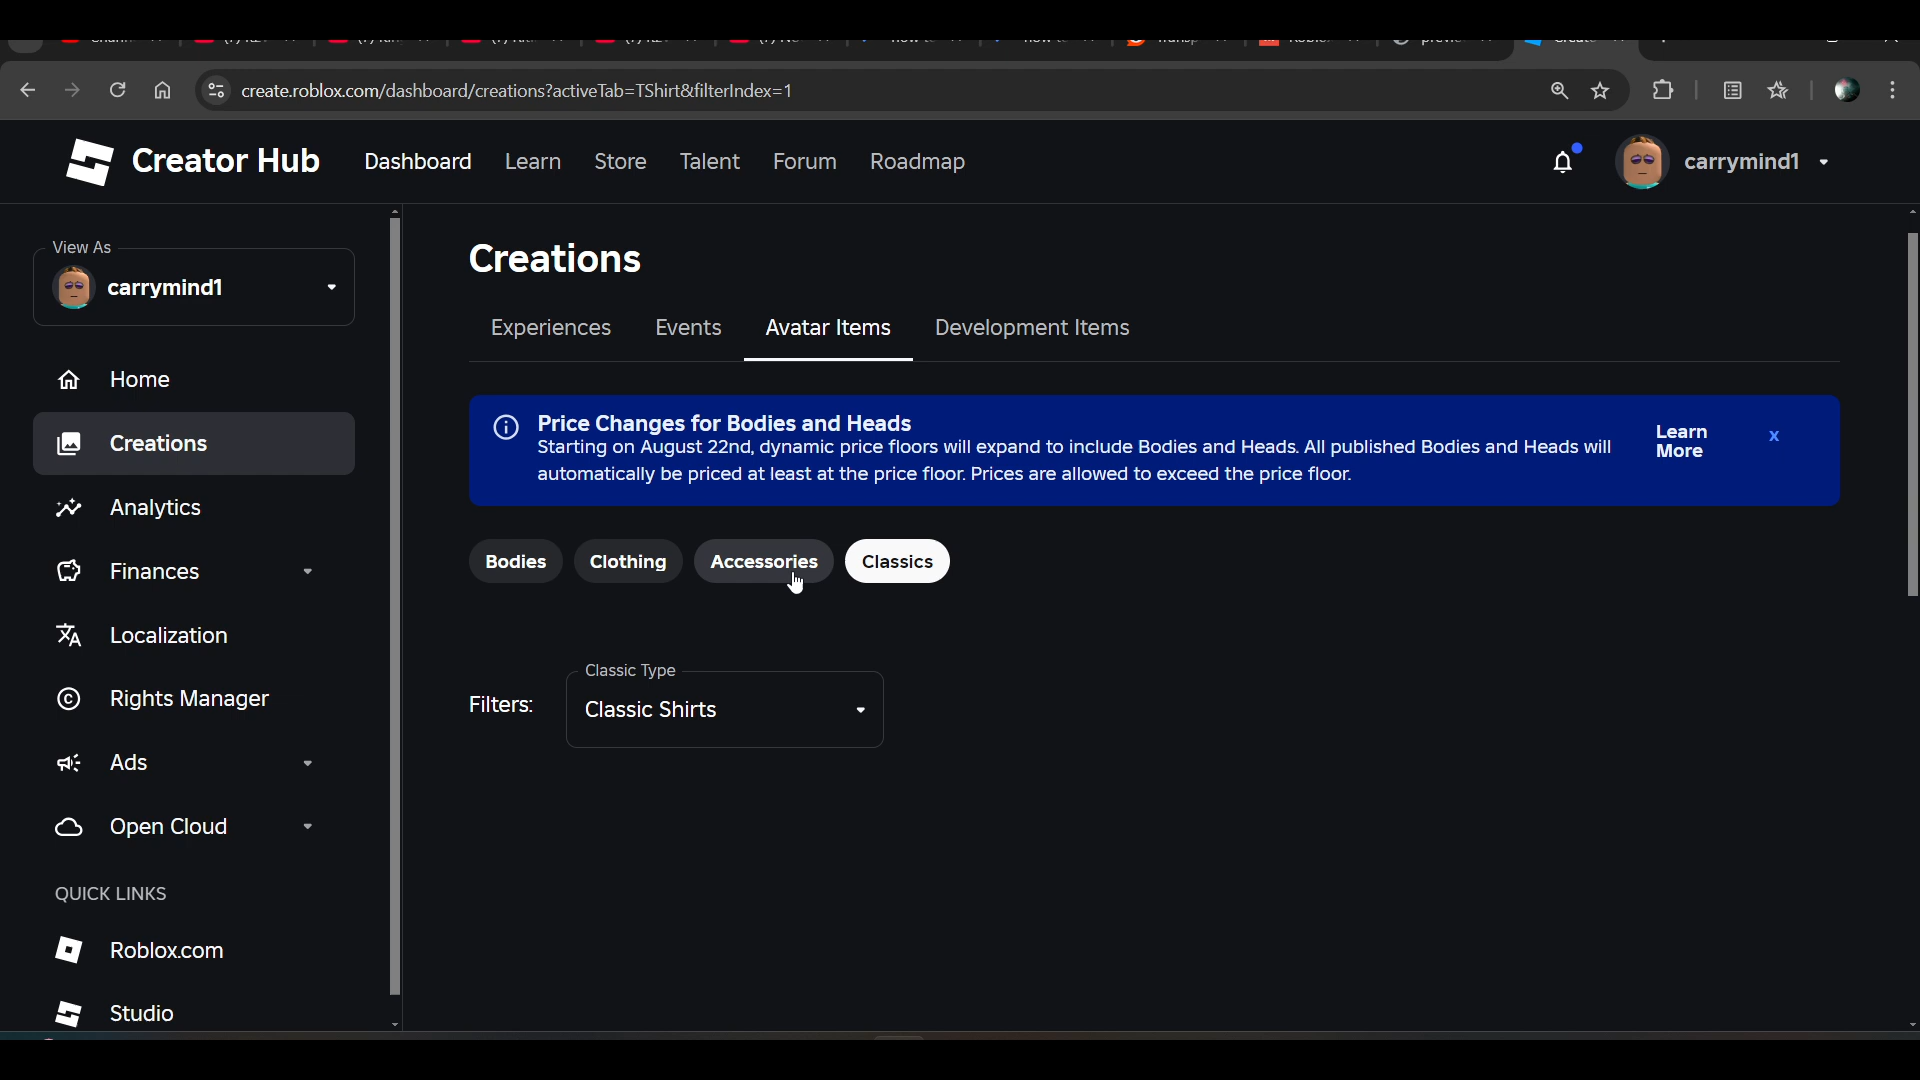 create.roblox.com/dashboard/creations?activeTab=TShirt&filterIndex=1
Creator Hub
Dashboard
Learn
Store
Talent
Forum
Roadmap
carrymind1
View As
carrymind1
Home
Creations
Analytics
Finances
Localization
Rights Manager
Ads
Open Cloud
QUICK LINKS
Roblox.com
Studio
Creations
Experiences
Events
Avatar Items
Development Items
Price Changes for Bodies and Heads
Starting on August 22nd, dynamic price floors will expand to include Bodies and Heads. All published Bodies and Heads will
automatically be priced at least at the price floor. Prices are allowed to exceed the price floor.
Learn
More
x
Bodies
Clothing
Accessories
Classics
Filters:
Classic Type
Classic Shirts